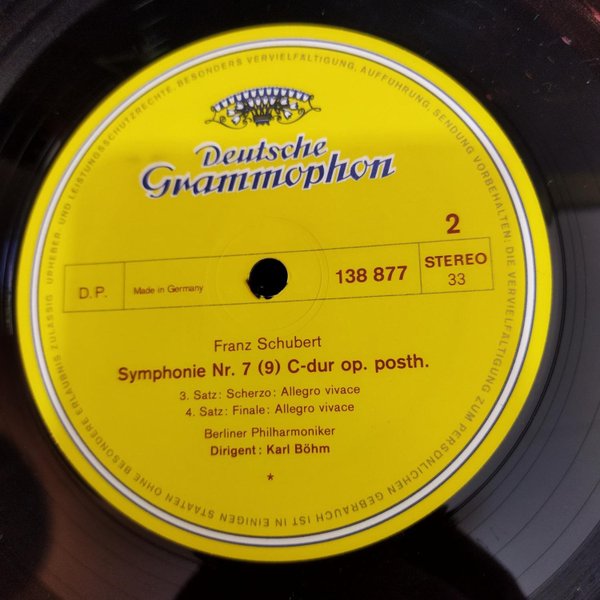 URHEBER- UND LEISTUNGSSCHUTZRECHTE, BESONDERS VERVIELFÄLTIGUNG, AUFFÜHRUNG, SENDUNG VORBEHALTEN; DIE VERVIELFÄLTIGUNG ZUM PERSÖNLICHEN GEBRAUCH IST IN EINIGEN STAATEN OHNE BESONDERE ERLAUBNIS ZULÄSSIG
Deutsche
Grammophon
2
D.P.
Made in Germany
138 877
STEREO
33
Franz Schubert
Symphonie Nr. 7 (9) C-dur op. posth.
3. Satz: Scherzo: Allegro vivace
4. Satz: Finale: Allegro vivace
Berliner Philharmoniker
Dirigent: Karl Böhm
*